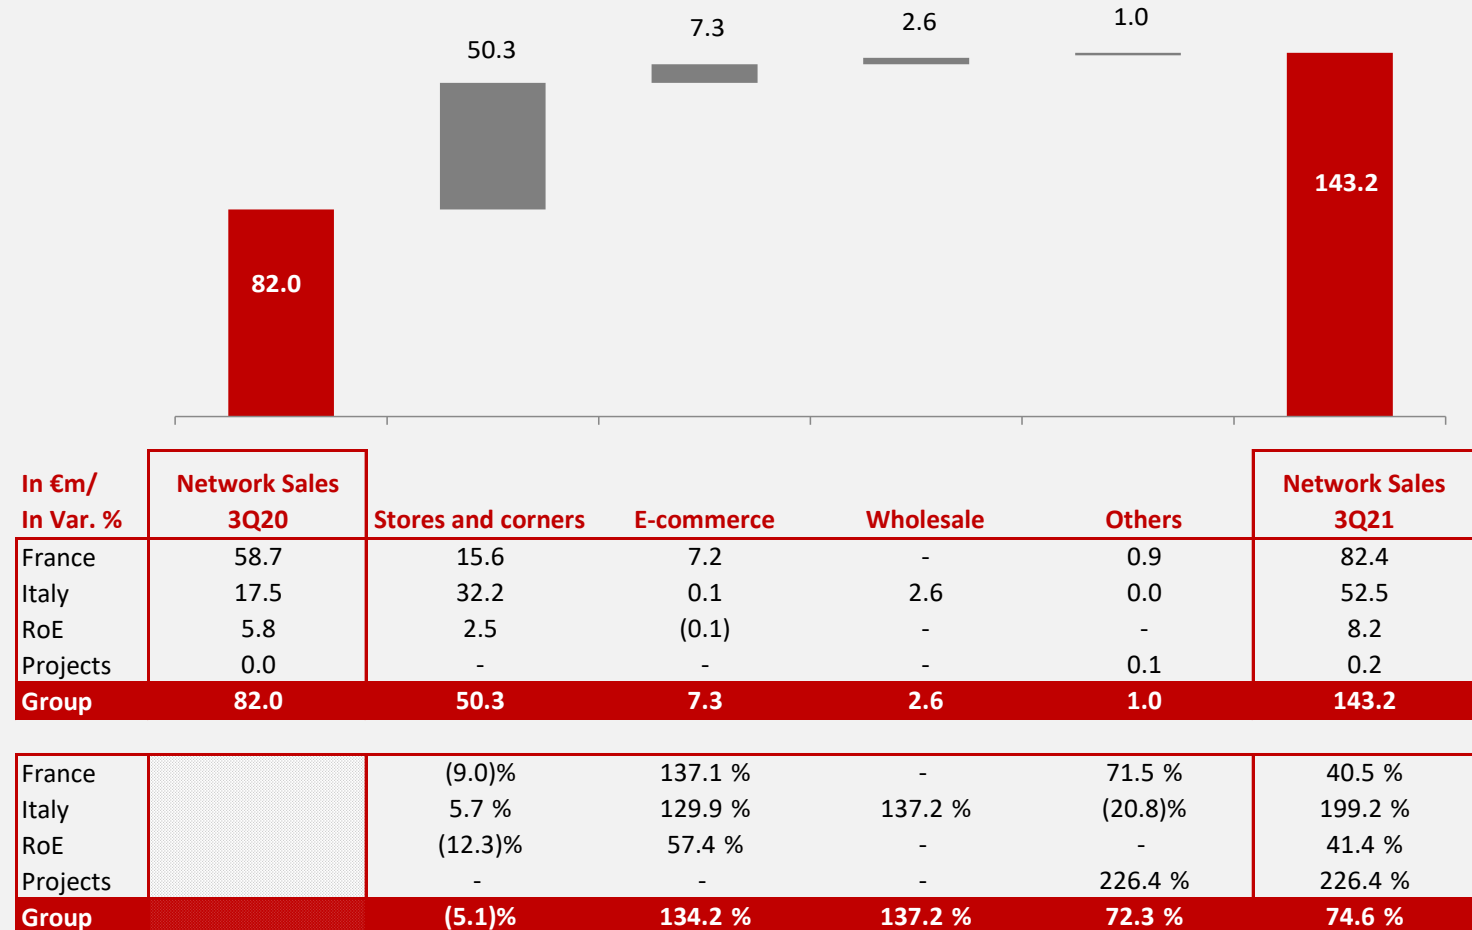 50.3
7.3
2.6
1.0
82.0
143.2
In €m/ Network Sales Network Sales
In Var. % 3Q20 Stores and corners E-commerce Wholesale Others 3Q21
France 58.7 15.6 7.2 - 0.9 82.4
Italy 17.5 32.2 0.1 2.6 0.0 52.5
RoE 5.8 2.5 (0.1) - - 8.2
Projects 0.0 - - - 0.1 0.2
Group 82.0 50.3 7.3 2.6 1.0 143.2
France (9.0)% 137.1 % - 71.5 % 40.5 %
Italy 5.7 % 129.9 % 137.2 % (20.8)% 199.2 %
RoE (12.3)% 57.4 % - - 41.4 %
Projects - - - 226.4 % 226.4 %
Group (5.1)% 134.2 % 137.2 % 72.3 % 74.6 %